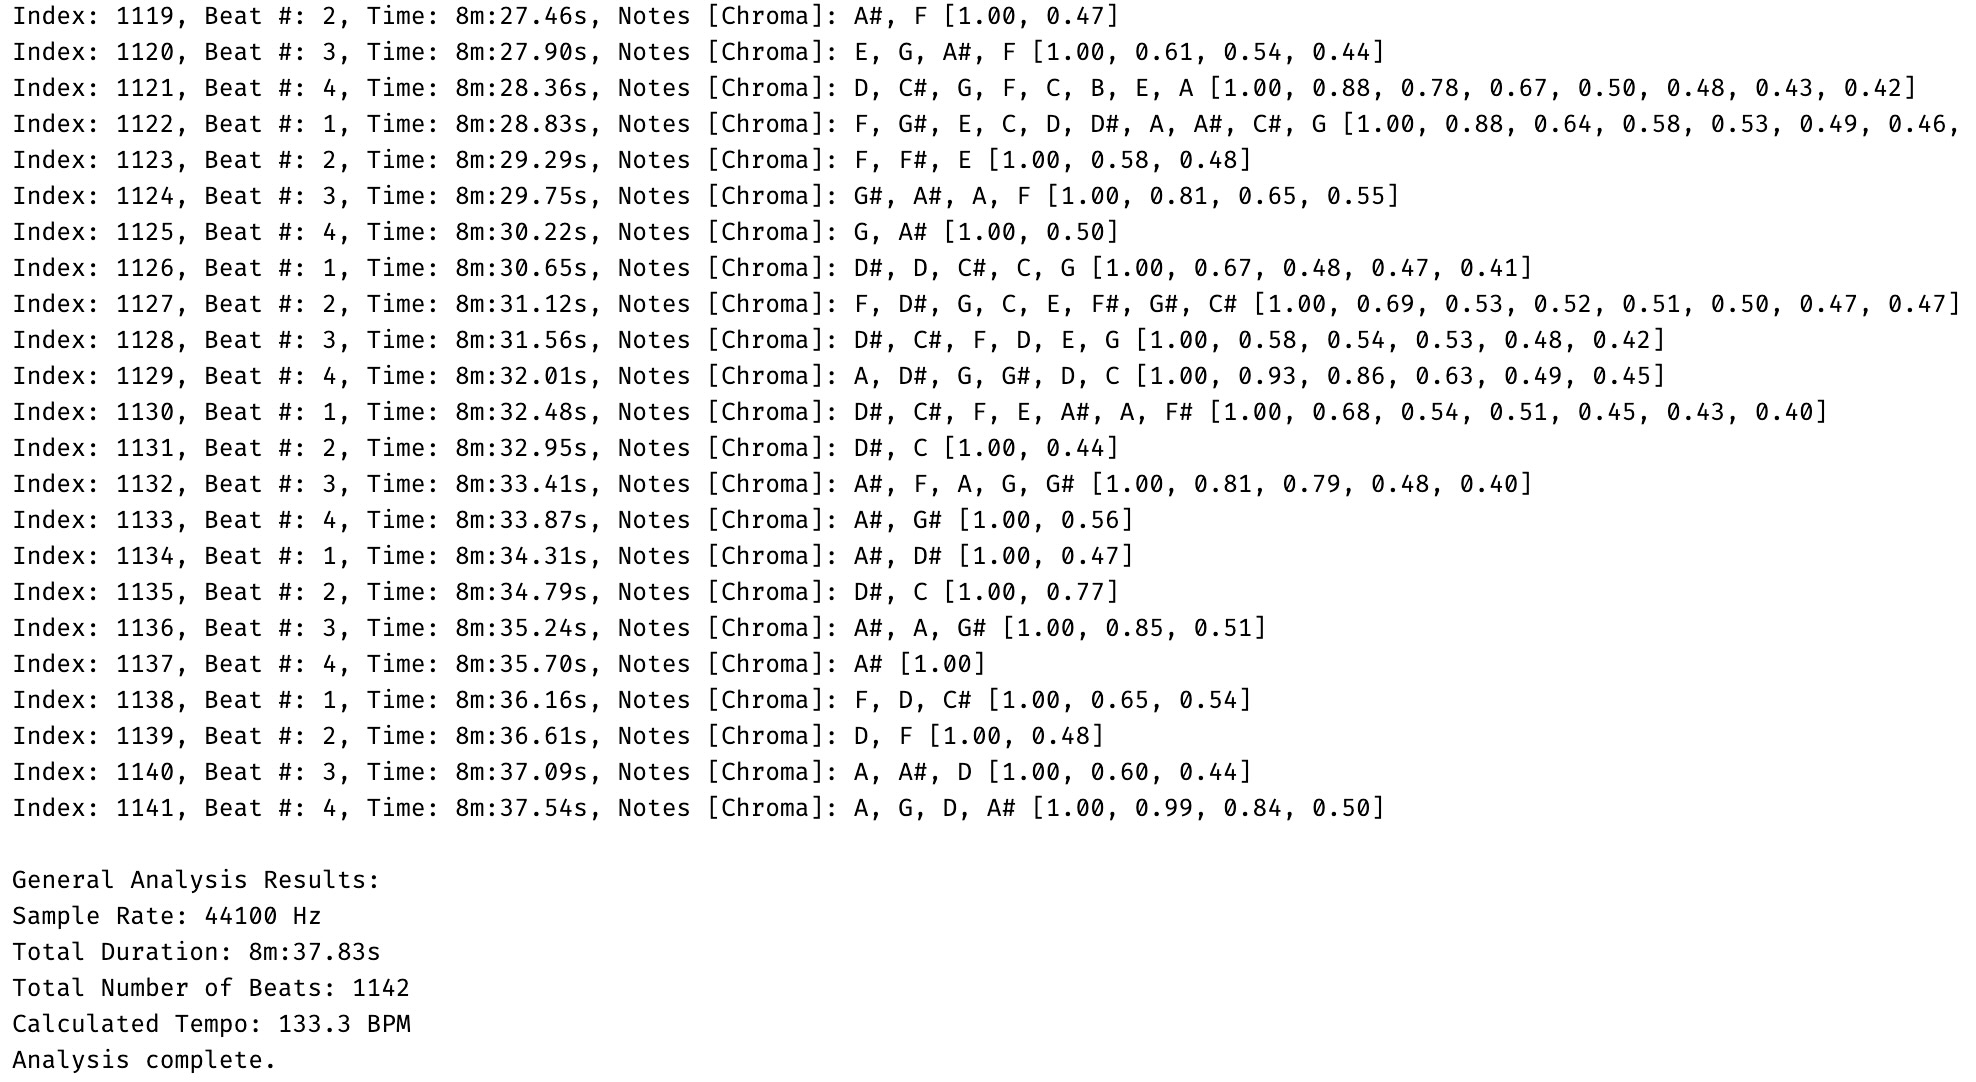 Index: 1119, Beat #: 2, Time: 8m:27.46s, Notes [Chroma]: A#, F [1.00, 0.47]
Index: 1120, Beat #: 3, Time: 8m:27.90s, Notes [Chroma]: E, G, A#, F [1.00, 0.61, 0.54, 0.44]
Index: 1121, Beat #: 4, Time: 8m:28.36s, Notes [Chroma]: D, C#, G, F, C, B, E, A [1.00, 0.88, 0.78, 0.67, 0.50, 0.48, 0.43, 0.42]
Index: 1122, Beat #: 1, Time: 8m:28.83s, Notes [Chroma]: F, G#, E, C, D, D#, A, A#, C#, G [1.00, 0.88, 0.64, 0.58, 0.53, 0.49, 0.46,
Index: 1123, Beat #: 2, Time: 8m:29.29s, Notes [Chroma]: F, F#, E [1.00, 0.58, 0.48]
Index: 1124, Beat #: 3, Time: 8m:29.75s, Notes [Chroma]: G#, A#, A, F [1.00, 0.81, 0.65, 0.55]
Index: 1125, Beat #: 4, Time: 8m:30.22s, Notes [Chroma]: G, A# [1.00, 0.50]
Index: 1126, Beat #: 1, Time: 8m:30.65s, Notes [Chroma]: D#, D, C#, C, G [1.00, 0.67, 0.48, 0.47, 0.41]
Index: 1127, Beat #: 2, Time: 8m:31.12s, Notes [Chroma]: F, D#, G, C, E, F#, G#, C# [1.00, 0.69, 0.53, 0.52, 0.51, 0.50, 0.47, 0.47]
Index: 1128, Beat #: 3, Time: 8m:31.56s, Notes [Chroma]: D#, C#, F, D, E, G [1.00, 0.58, 0.54, 0.53, 0.48, 0.42]
Index: 1129, Beat #: 4, Time: 8m:32.01s, Notes [Chroma]: A, D#, G, G#, D, C [1.00, 0.93, 0.86, 0.63, 0.49, 0.45]
Index: 1130, Beat #: 1, Time: 8m:32.48s, Notes [Chroma]: D#, C#, F, E, A#, A, F# [1.00, 0.68, 0.54, 0.51, 0.45, 0.43, 0.40]
Index: 1131, Beat #: 2, Time: 8m:32.95s, Notes [Chroma]: D#, C [1.00, 0.44]
Index: 1132, Beat #: 3, Time: 8m:33.41s, Notes [Chroma]: A#, F, A, G, G# [1.00, 0.81, 0.79, 0.48, 0.40]
Index: 1133, Beat #: 4, Time: 8m:33.87s, Notes [Chroma]: A#, G# [1.00, 0.56]
Index: 1134, Beat #: 1, Time: 8m:34.31s, Notes [Chroma]: A#, D# [1.00, 0.47]
Index: 1135, Beat #: 2, Time: 8m:34.79s, Notes [Chroma]: D#, C [1.00, 0.77]
Index: 1136, Beat #: 3, Time: 8m:35.24s, Notes [Chroma]: A#, A, G# [1.00, 0.85, 0.51]
Index: 1137, Beat #: 4, Time: 8m:35.70s, Notes [Chroma]: A# [1.00]
Index: 1138, Beat #: 1, Time: 8m:36.16s, Notes [Chroma]: F, D, C# [1.00, 0.65, 0.54]
Index: 1139, Beat #: 2, Time: 8m:36.61s, Notes [Chroma]: D, F [1.00, 0.48]
Index: 1140, Beat #: 3, Time: 8m:37.09s, Notes [Chroma]: A, A#, D [1.00, 0.60, 0.44]
Index: 1141, Beat #: 4, Time: 8m:37.54s, Notes [Chroma]: A, G, D, A# [1.00, 0.99, 0.84, 0.50]
General Analysis Results:
Sample Rate: 44100 Hz
Total Duration: 8m:37.83s
Total Number of Beats: 1142
Calculated Tempo: 133.3 BPM
Analysis complete.